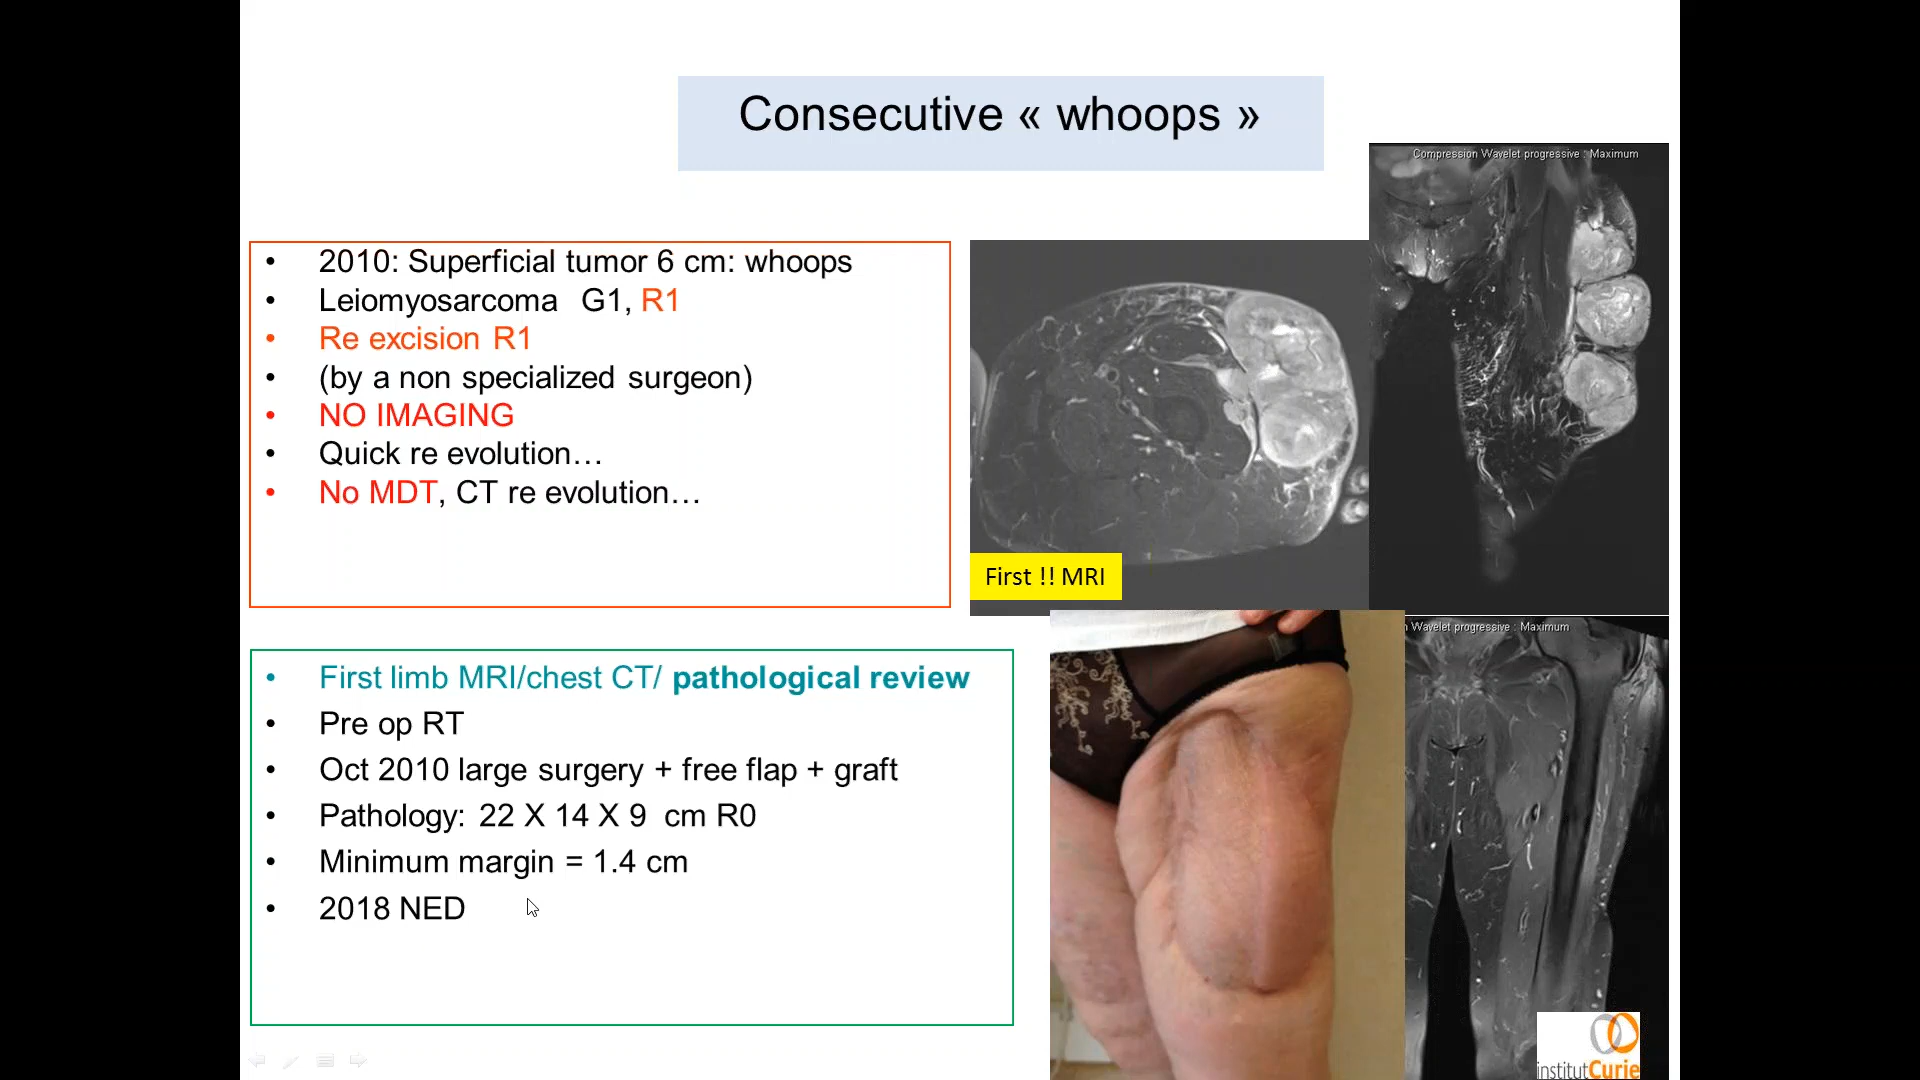 Consecutive « whoops »
Compression Wavelet progressive : Maximum
• 2010: Superficial tumor 6 cm: whoops
• Leiomyosarcoma G1, R1
• Re excision R1
• (by a non specialized surgeon)
• NO IMAGING
• Quick re evolution…
• No MDT, CT re evolution…
First !! MRI
n Wavelet progressive : Maximum
• First limb MRI/chest CT/ pathological review
• Pre op RT
• Oct 2010 large surgery + free flap + graft
• Pathology: 22 X 14 X 9 cm R0
• Minimum margin = 1.4 cm
• 2018 NED
institutCurie